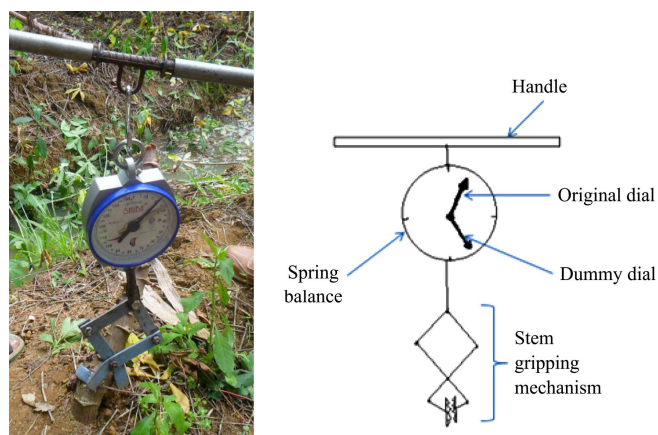 Handle
Original dial
Spring
balance
Dummy dial
Stem
gripping
mechanism